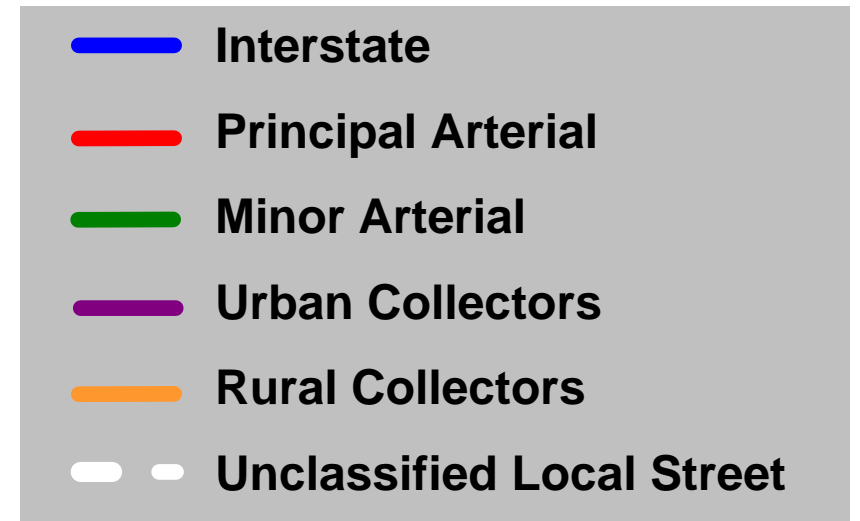 Interstate
Principal Arterial
Minor Arterial
Urban Collectors
Rural Collectors
Unclassified Local Street